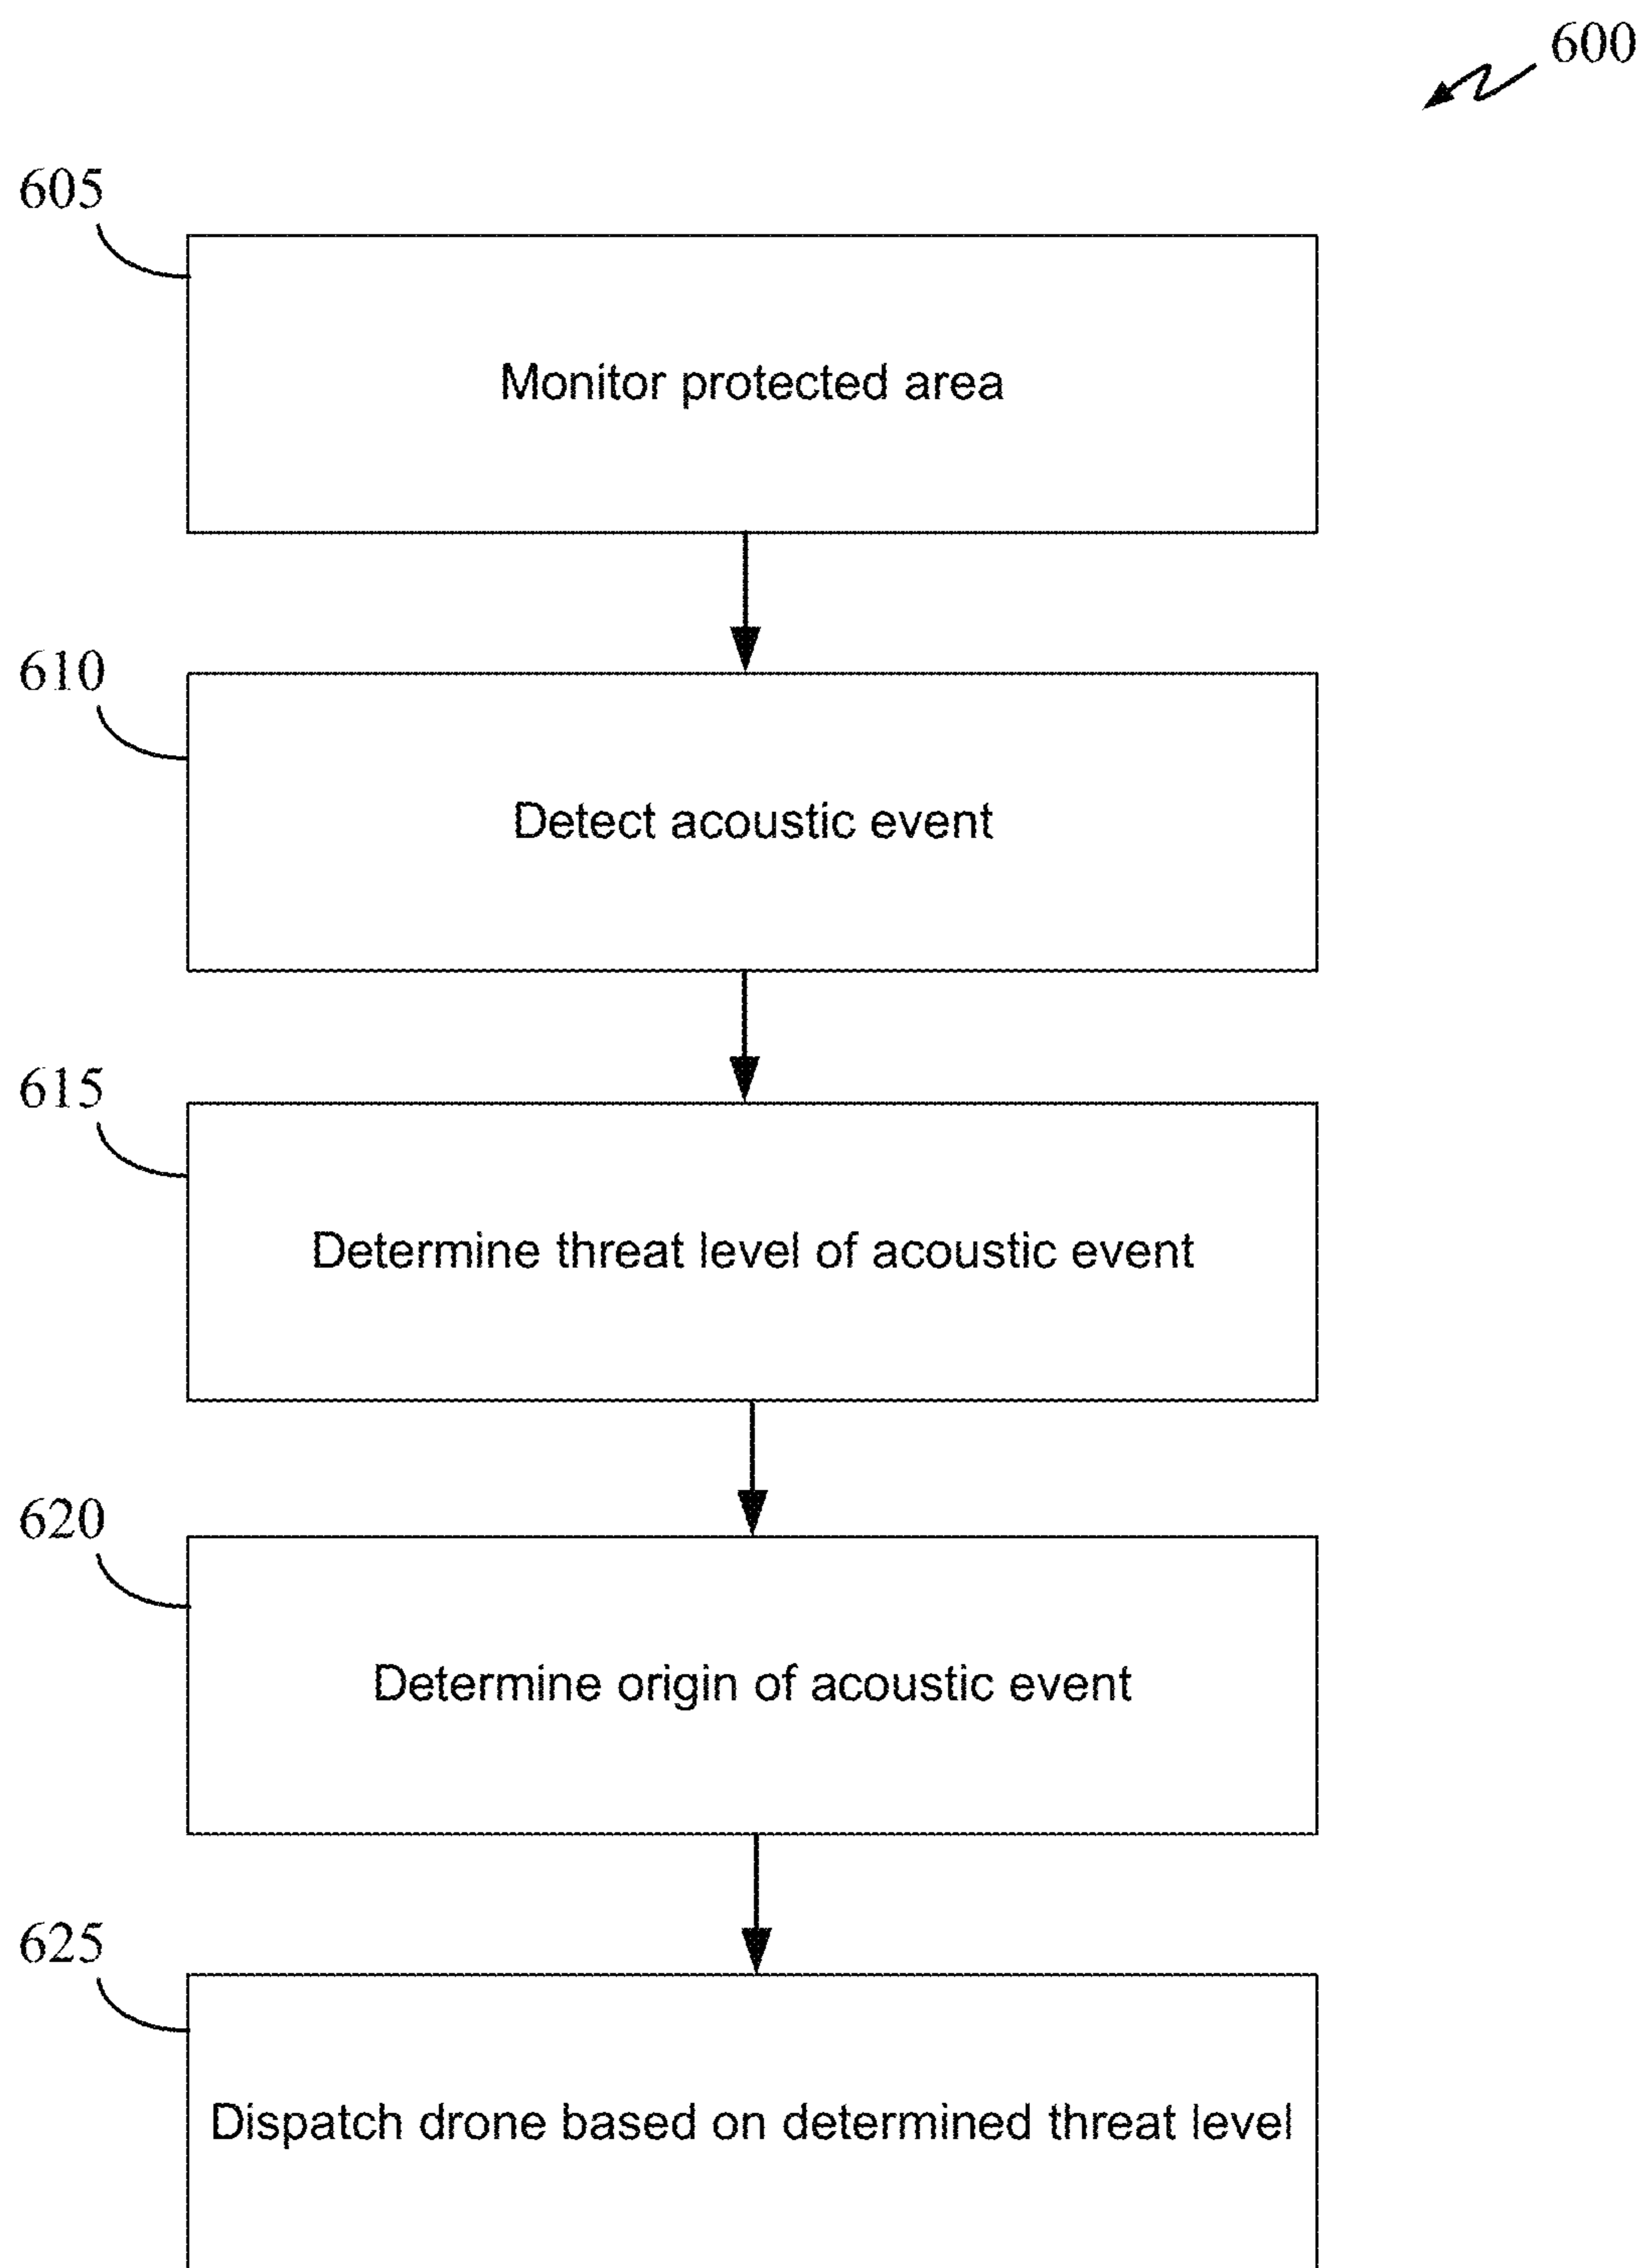 600
605
Monitor protected area
610
Detect acoustic event
615
Determine threat level of acoustic event
620
Determine origin of acoustic event
625
Dispatch drone based on determined threat level